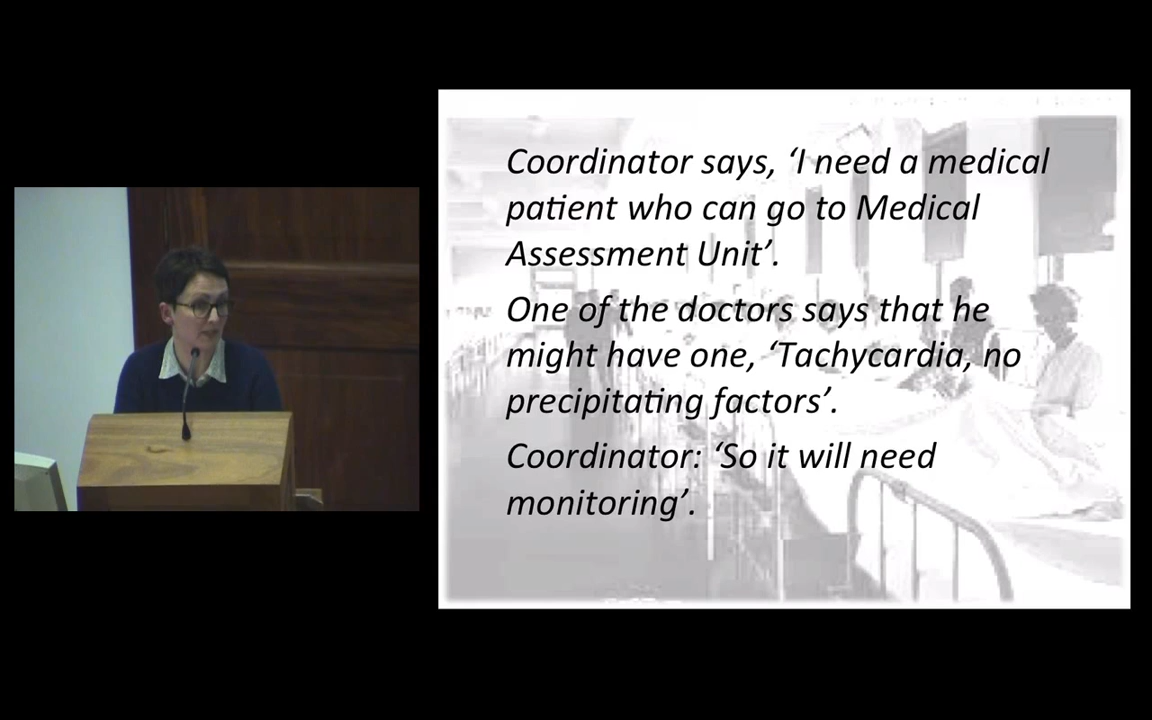 Coordinator says, ‘I need a medical
patient who can go to Medical
Assessment Unit’.
One of the doctors says that he
might have one, ‘Tachycardia, no
precipitating factors’.
Coordinator: ‘So it will need
monitoring’.